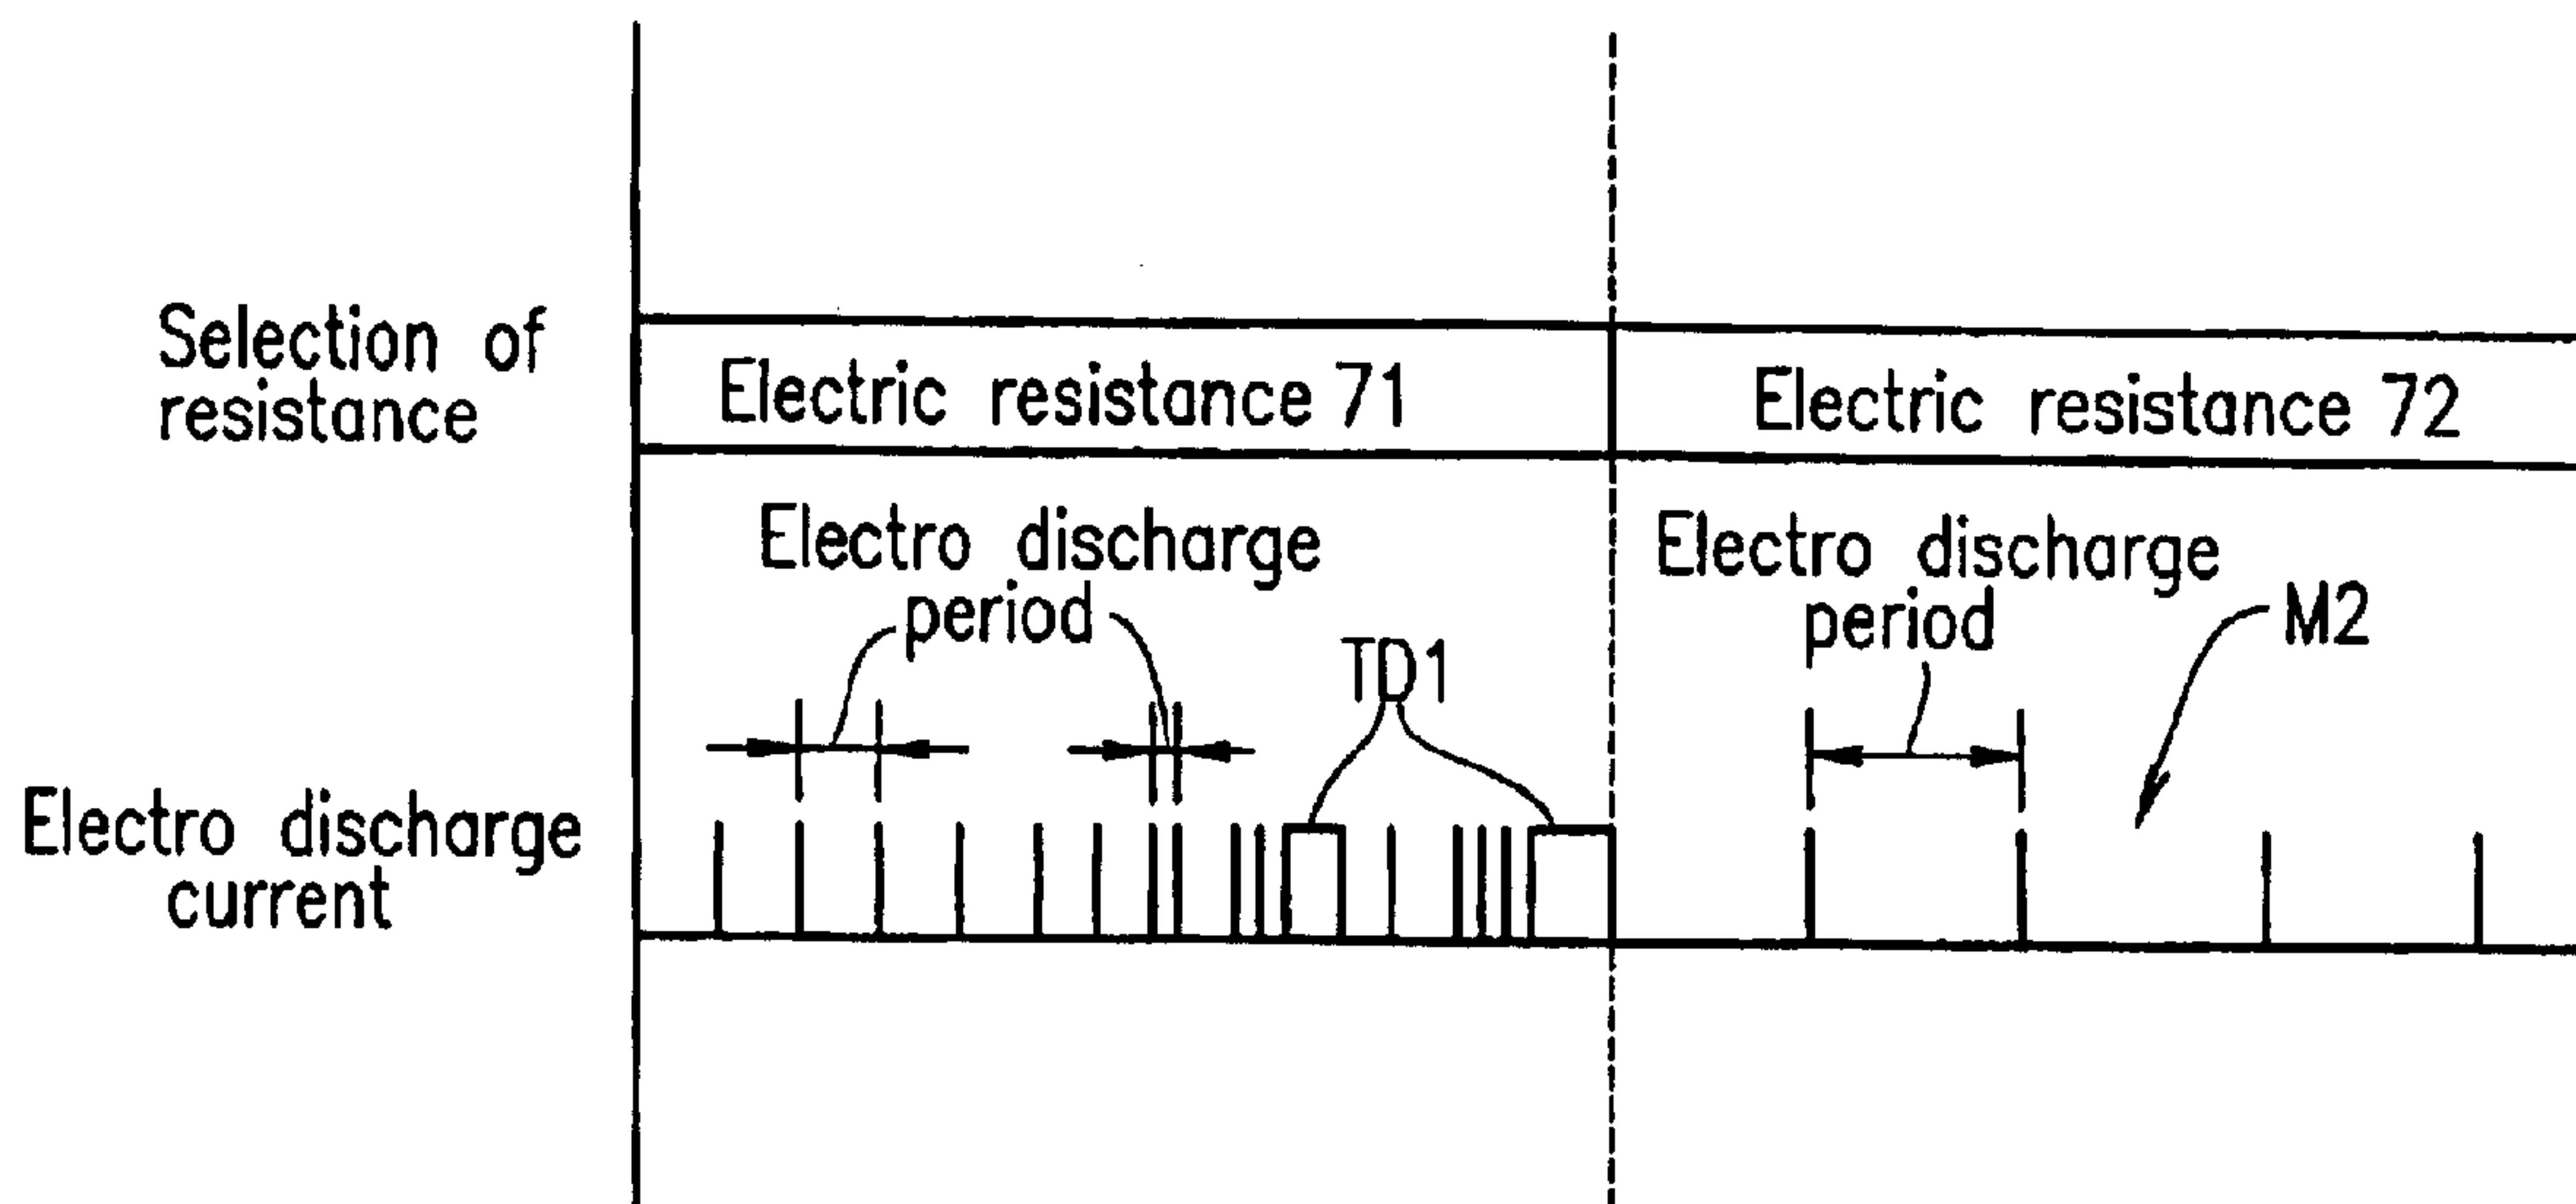 Selection of
resistance
Electric resistance 71
Electric resistance 72
Electro discharge
period
Electro discharge
period
M2
TD1
Electro discharge
current